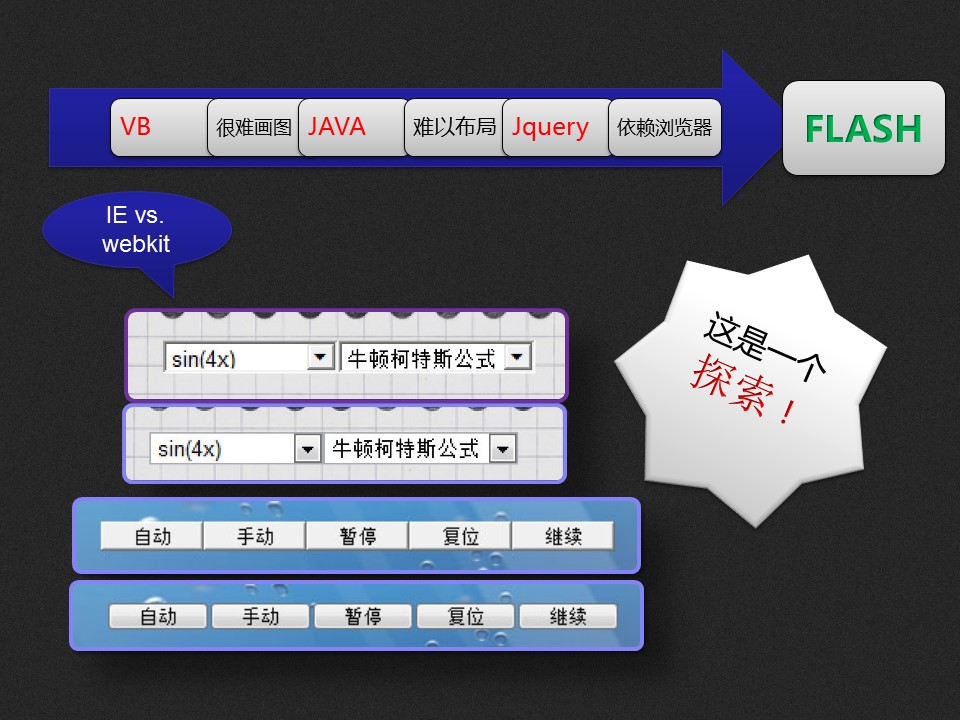 VB 很难画图 JAVA 难以布局 Jquery 依赖浏览器 FLASH
IE vs.
webkit
这是一个
探索！
sin(4x) 牛顿柯特斯公式
sin(4x) 牛顿柯特斯公式
自动 手动 暂停 复位 继续
自动 手动 暂停 复位 继续